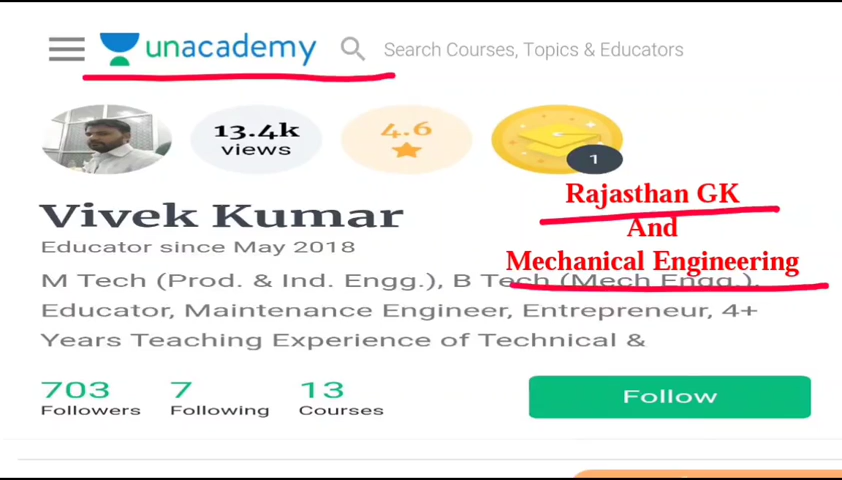 unacademy
Search Courses, Topics & Educators
13.4k
views
4.6
1
Rajasthan GK
And
Mechanical Engineering
Vivek Kumar
Educator since May 2018
M Tech (Prod. & Ind. Engg.), B Tech (Mech Engg.),
Educator, Maintenance Engineer, Entrepreneur, 4+
Years Teaching Experience of Technical &
703
Followers
7
Following
13
Courses
Follow